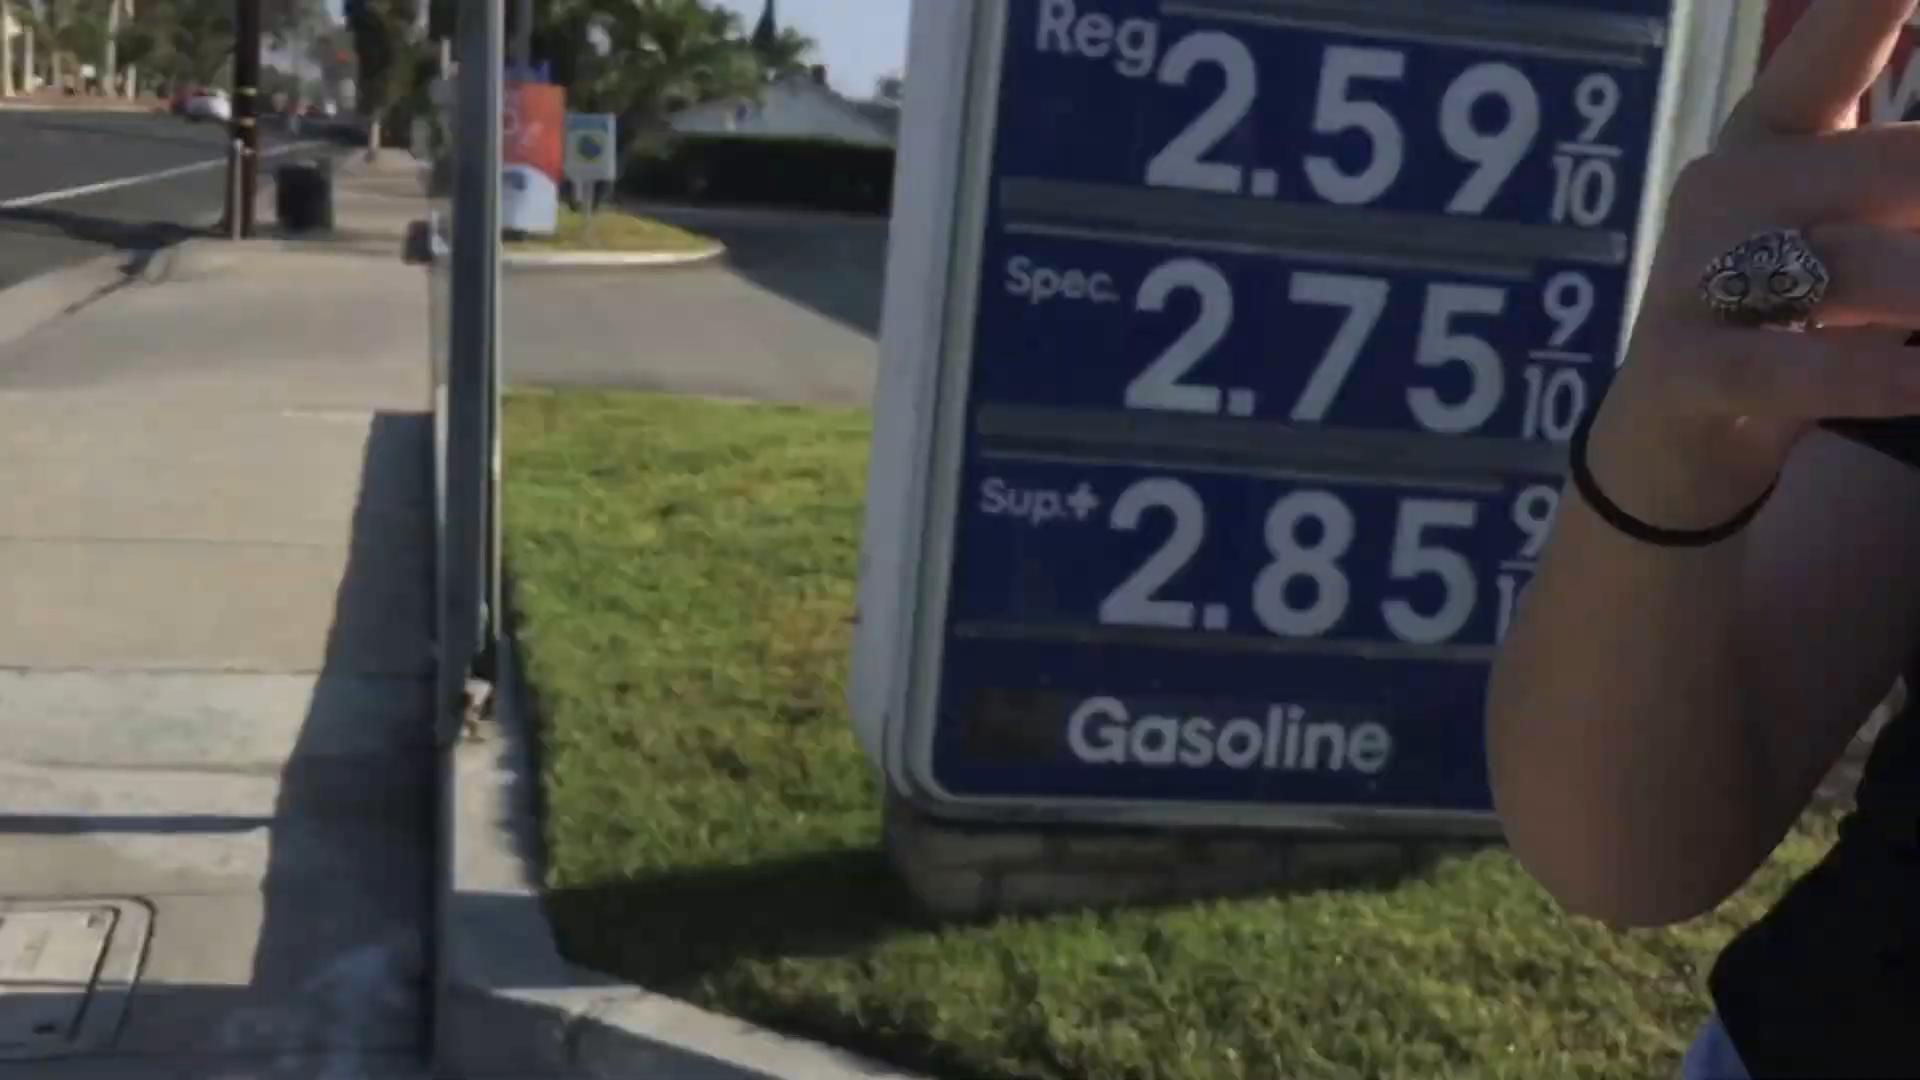 Reg 2.59 9/10
Spec. 2.75 9/10
Sup.+ 2.85 9
Gasoline